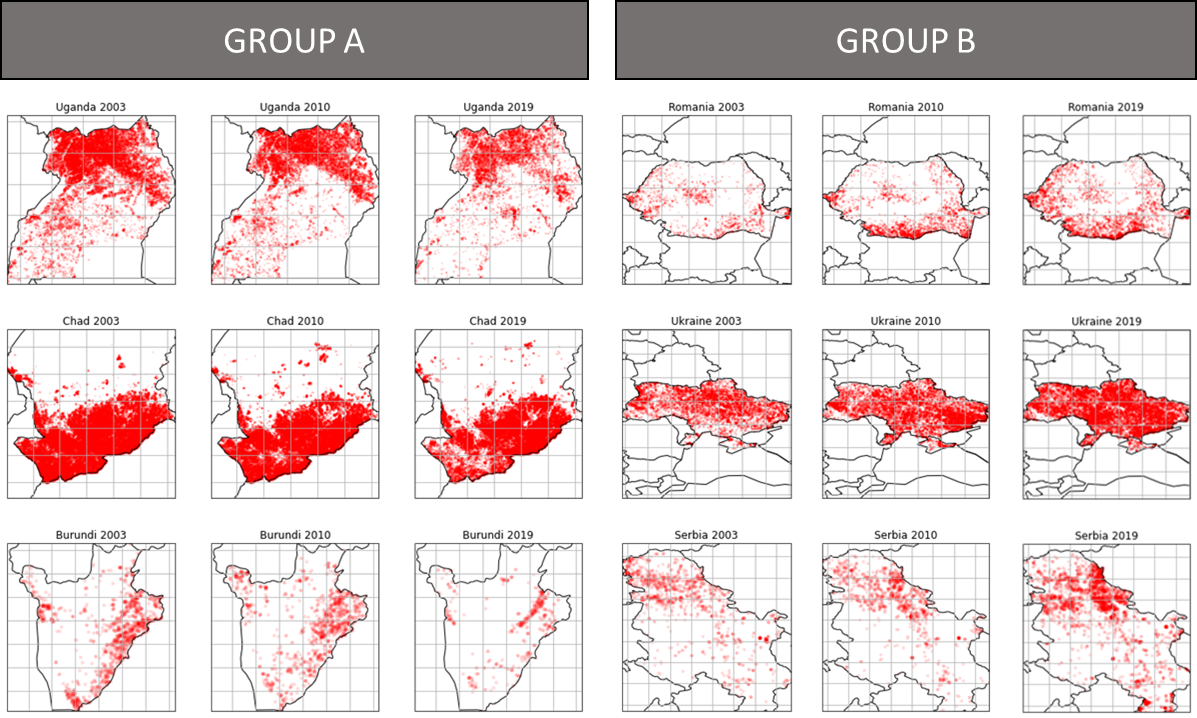 GROUP A
GROUP B
Uganda 2003
Uganda 2010
Uganda 2019
Romania 2003
Romania 2010
Romania 2019
Chad 2003
Chad 2010
Chad 2019
Ukraine 2003
Ukraine 2010
Ukraine 2019
Burundi 2003
Burundi 2010
Burundi 2019
Serbia 2003
Serbia 2010
Serbia 2019